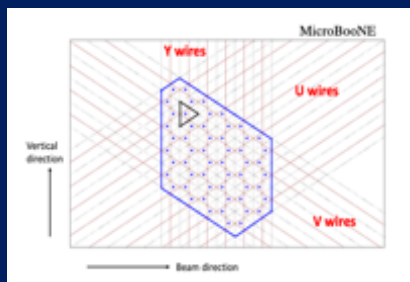 MicroBooNE
Y wires
U wires
Vertical
direction
V wires
Beam direction